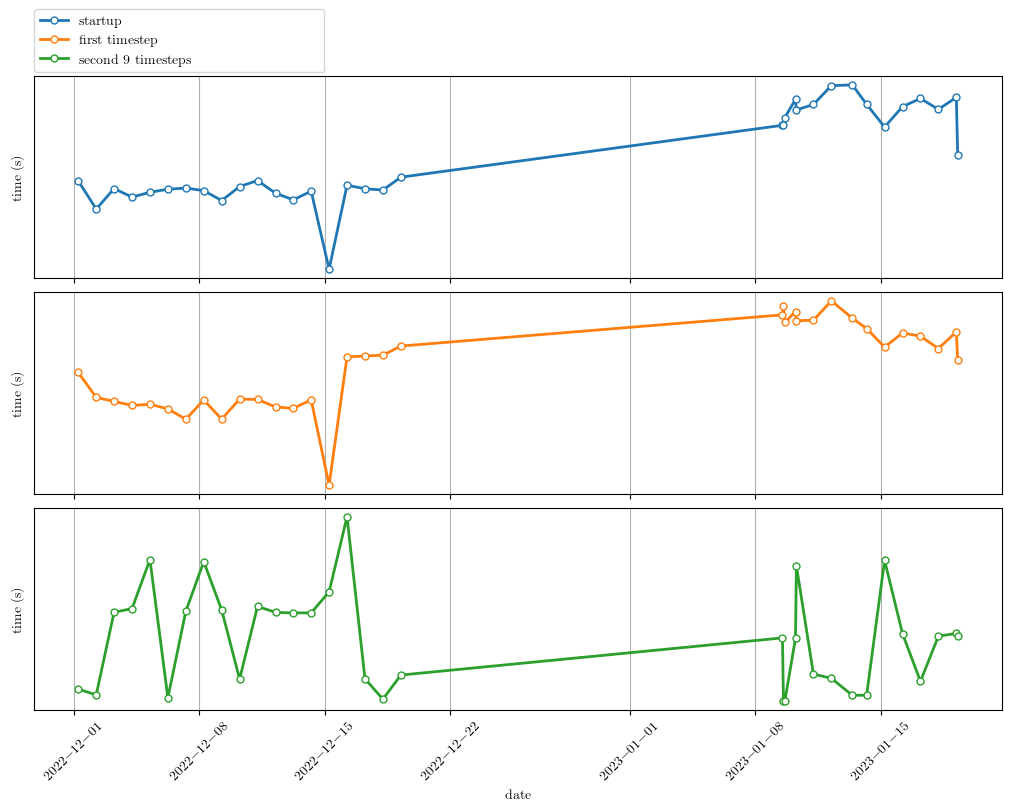 startup
first timestep
second 9 timesteps
time (s)
time (s)
time (s)
2022−12−01
2022−12−08
2022−12−15
2022−12−22
2023−01−01
2023−01−08
2023−01−15
date